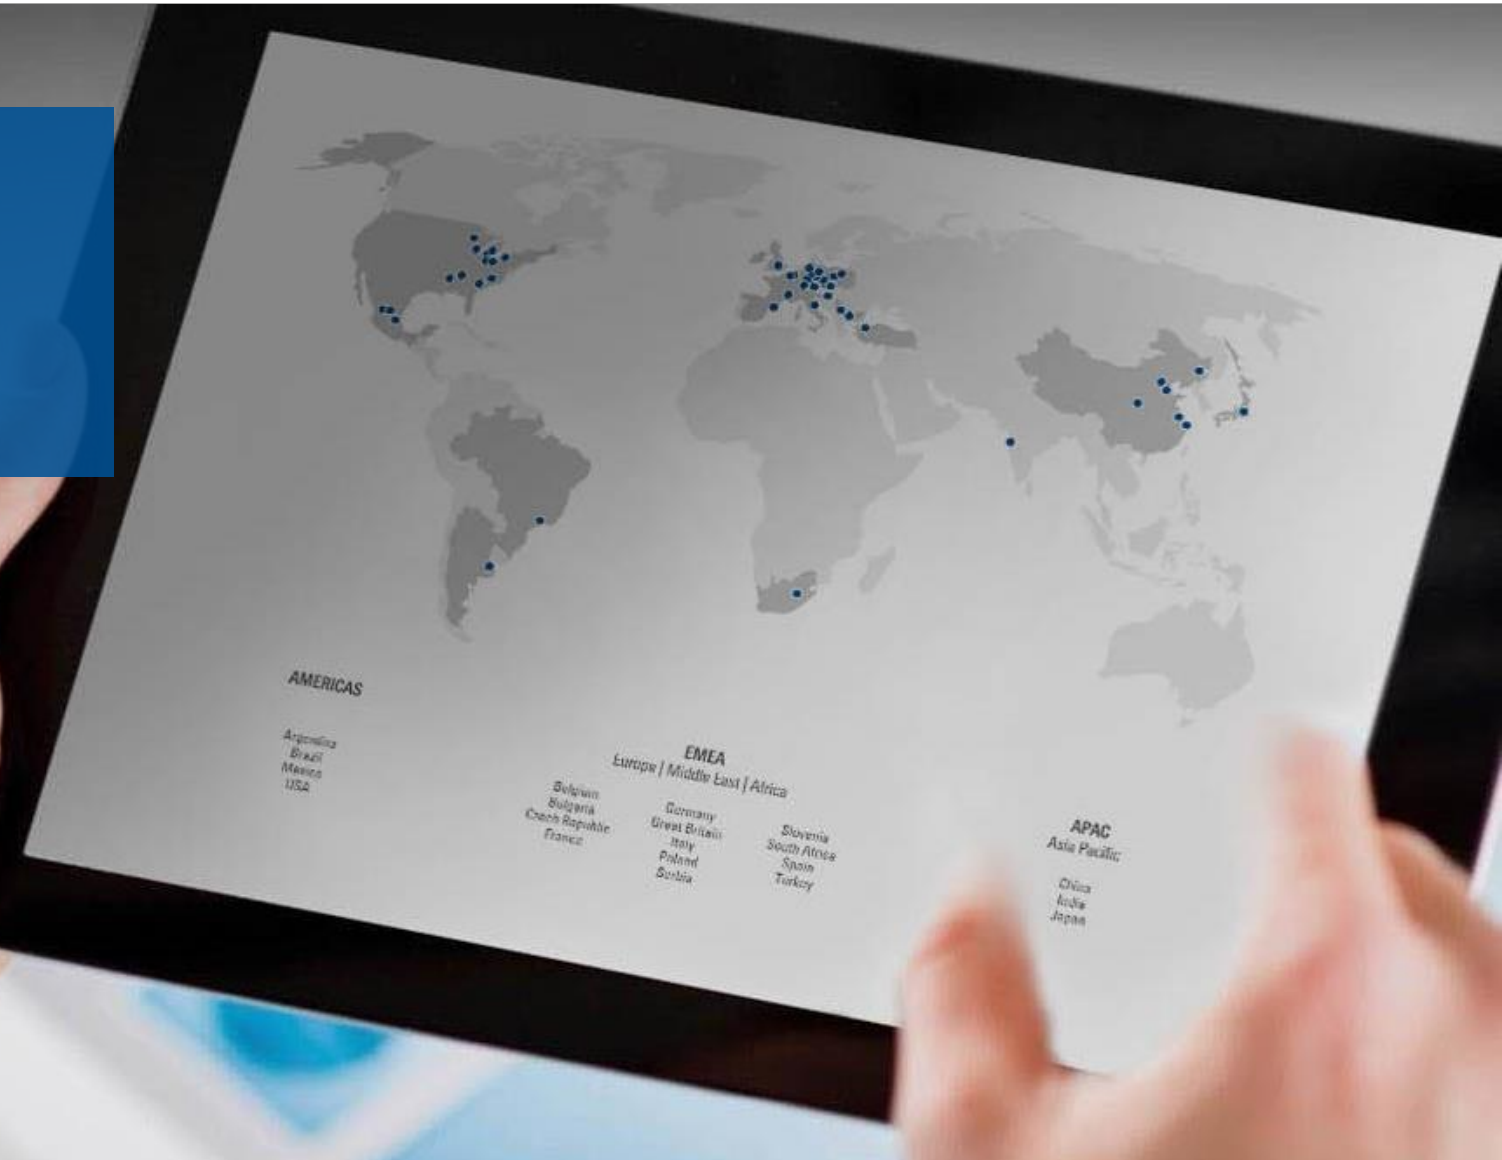 AMERICAS
Argentina
Brazil
Mexico
USA
EMEA
Europe | Middle East | Africa
Belgium
Bulgaria
Czech Republic
France
Germany
Great Britain
Italy
Poland
Serbia
Slovenia
South Africa
Spain
Turkey
APAC
Asia Pacific
China
India
Japan